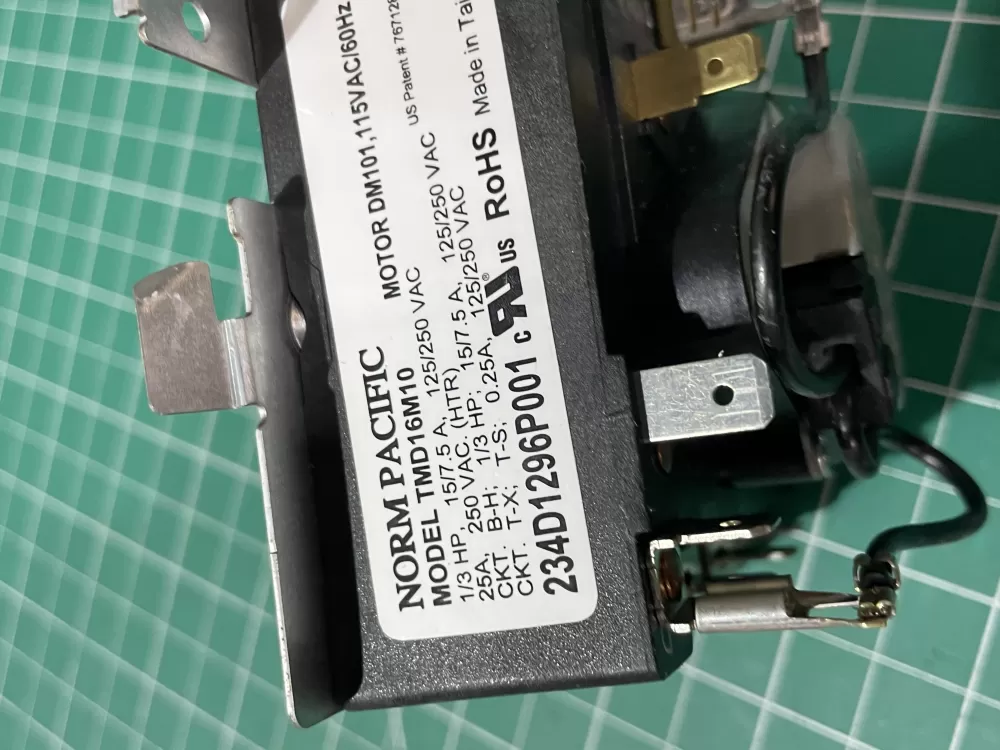 NORM PACIFIC
MODEL TMD16M10 MOTOR DM101,115VAC/60Hz
1/3 HP, 15/7.5 A, 125/250 VAC
25A, 250 VAC. (HTR) US Patent # 76712
CKT. B-H; 1/3 HP; 15/7.5 A, 125/250 VAC
CKT. T-X; T-S; 0.25A, 125/250 VAC
234D1296P001 c RU ® US RoHS Made in